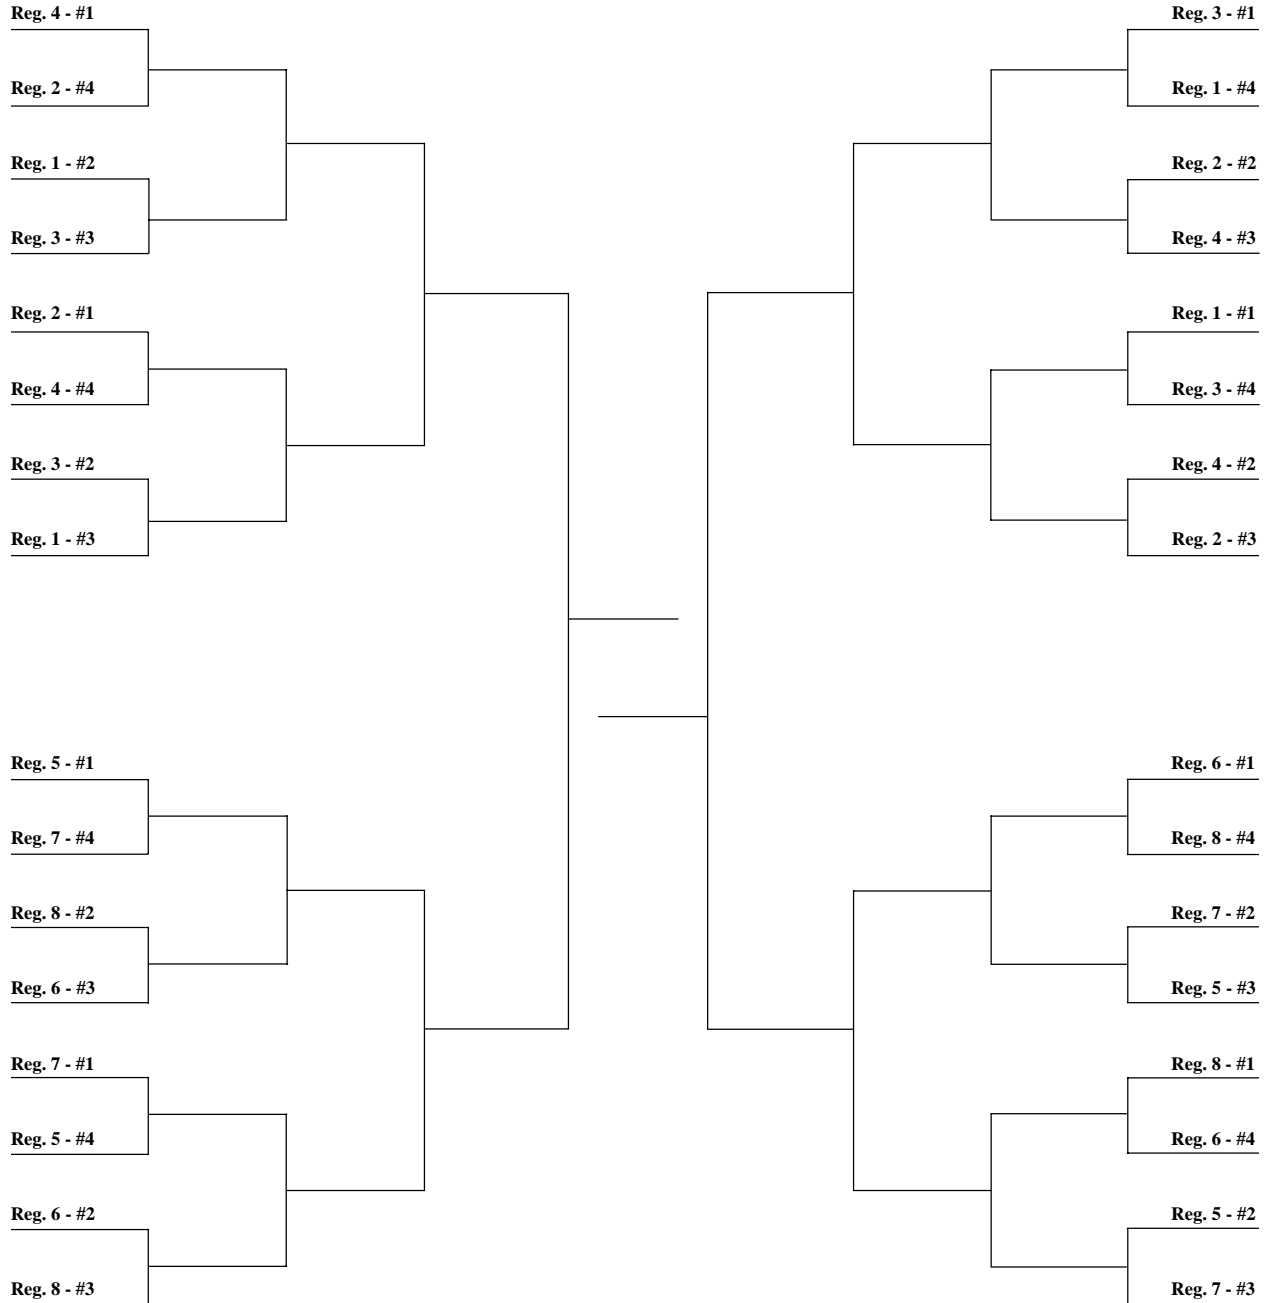 Reg. 4 - #1
Reg. 2 - #4
Reg. 1 - #2
Reg. 3 - #3
Reg. 2 - #1
Reg. 4 - #4
Reg. 3 - #2
Reg. 1 - #3
Reg. 5 - #1
Reg. 7 - #4
Reg. 8 - #2
Reg. 6 - #3
Reg. 7 - #1
Reg. 5 - #4
Reg. 6 - #2
Reg. 8 - #3
Reg. 3 - #1
Reg. 1 - #4
Reg. 2 - #2
Reg. 4 - #3
Reg. 1 - #1
Reg. 3 - #4
Reg. 4 - #2
Reg. 2 - #3
Reg. 6 - #1
Reg. 8 - #4
Reg. 7 - #2
Reg. 5 - #3
Reg. 8 - #1
Reg. 6 - #4
Reg. 5 - #2
Reg. 7 - #3